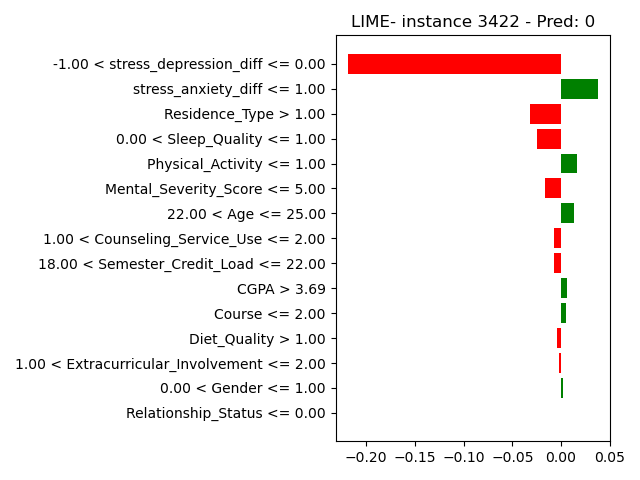 LIME- instance 3422 - Pred: 0
-1.00 < stress_depression_diff <= 0.00
stress_anxiety_diff <= 1.00
Residence_Type > 1.00
0.00 < Sleep_Quality <= 1.00
Physical_Activity <= 1.00
Mental_Severity_Score <= 5.00
22.00 < Age <= 25.00
1.00 < Counseling_Service_Use <= 2.00
18.00 < Semester_Credit_Load <= 22.00
CGPA > 3.69
Course <= 2.00
Diet_Quality > 1.00
1.00 < Extracurricular_Involvement <= 2.00
0.00 < Gender <= 1.00
Relationship_Status <= 0.00
−0.20 −0.15 −0.10 −0.05 0.00 0.05